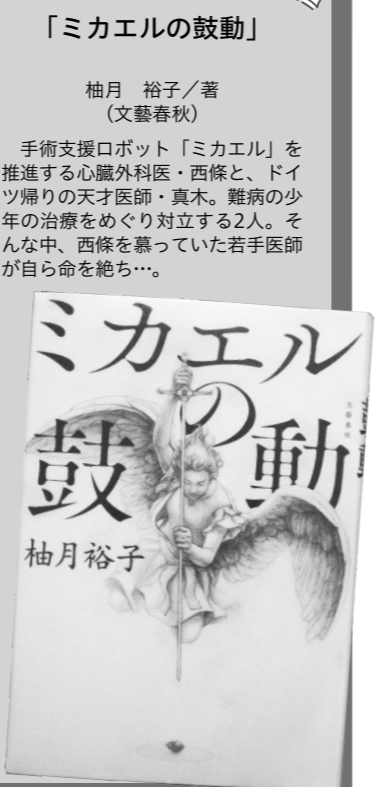 「ミカエルの鼓動」
柚月　裕子／著
（文藝春秋）
　手術支援ロボット「ミカエル」を
推進する心臓外科医・西條と、ドイ
ツ帰りの天才医師・真木。難病の少
年の治療をめぐり対立する2人。そ
んな中、西條を慕っていた若手医師
が自ら命を絶ち…。
ミカエル
の
鼓動
柚月裕子
文藝春秋